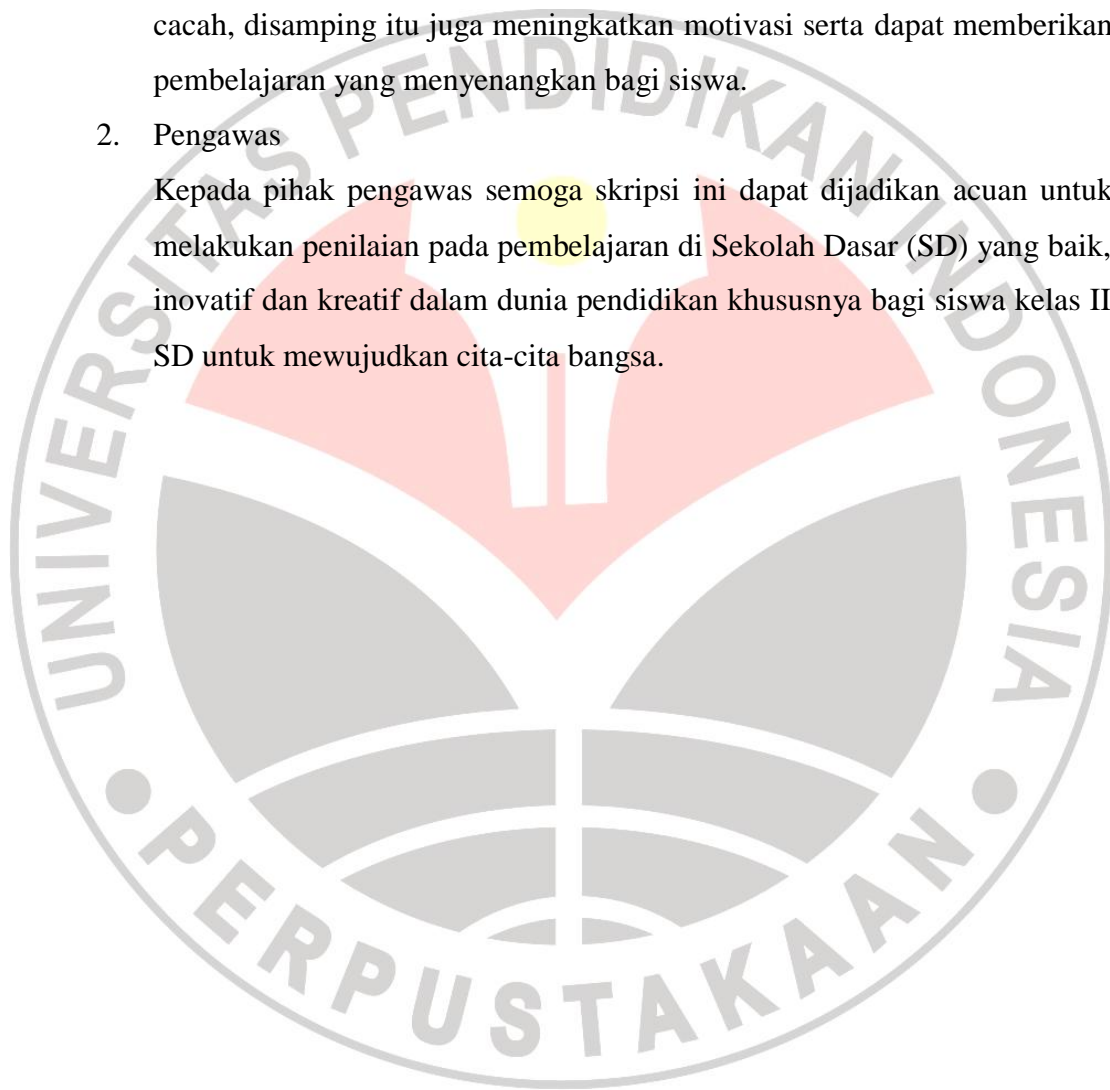 cacah, disamping itu juga meningkatkan motivasi serta dapat memberikan
pembelajaran yang menyenangkan bagi siswa.
2. Pengawas
Kepada pihak pengawas semoga skripsi ini dapat dijadikan acuan untuk
melakukan penilaian pada pembelajaran di Sekolah Dasar (SD) yang baik,
inovatif dan kreatif dalam dunia pendidikan khususnya bagi siswa kelas II
SD untuk mewujudkan cita-cita bangsa.
UNIVERSITAS PENDIDIKAN INDONESIA
PERPUSTAKAAN